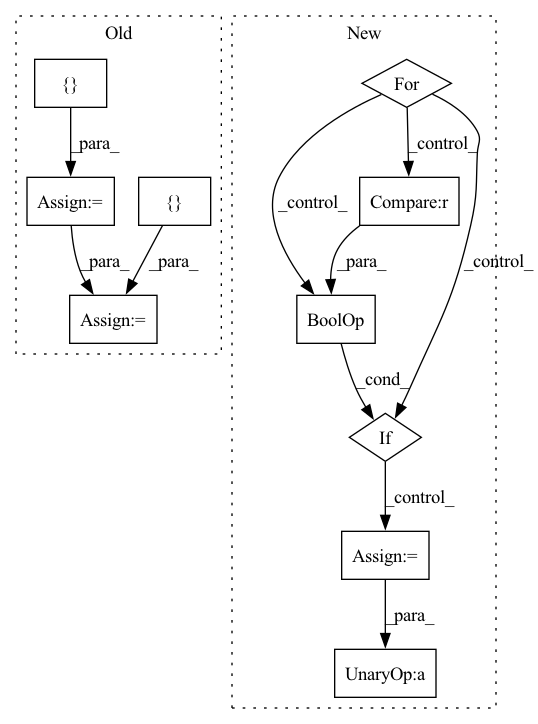 Old
New
{}
For
_para_
_control_
Assign:=
{}
Compare:r
_control_
_control_
_para_
_para_
_para_
Assign:=
BoolOp
_cond_
If
_control_
Assign:=
_para_
UnaryOp:a